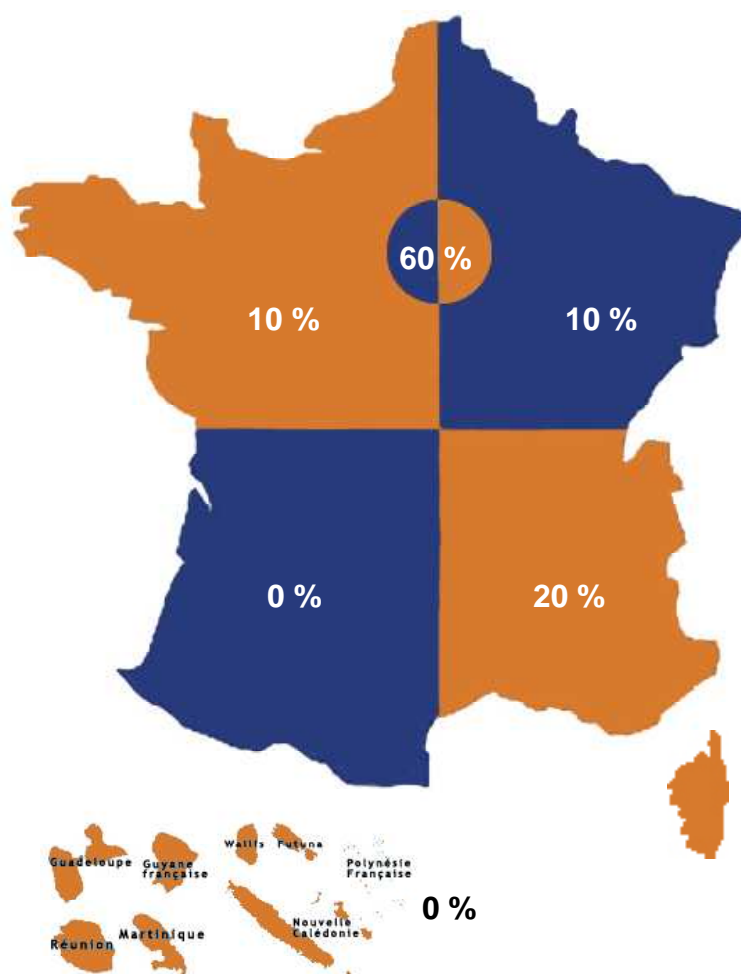 60 %
10 %
10 %
0 %
20 %
Wallis
Futuna
Guadeloupe
Guyane
française
Polynésie
Française
0 %
Nouvelle
Calédonie
Martinique
Réunion